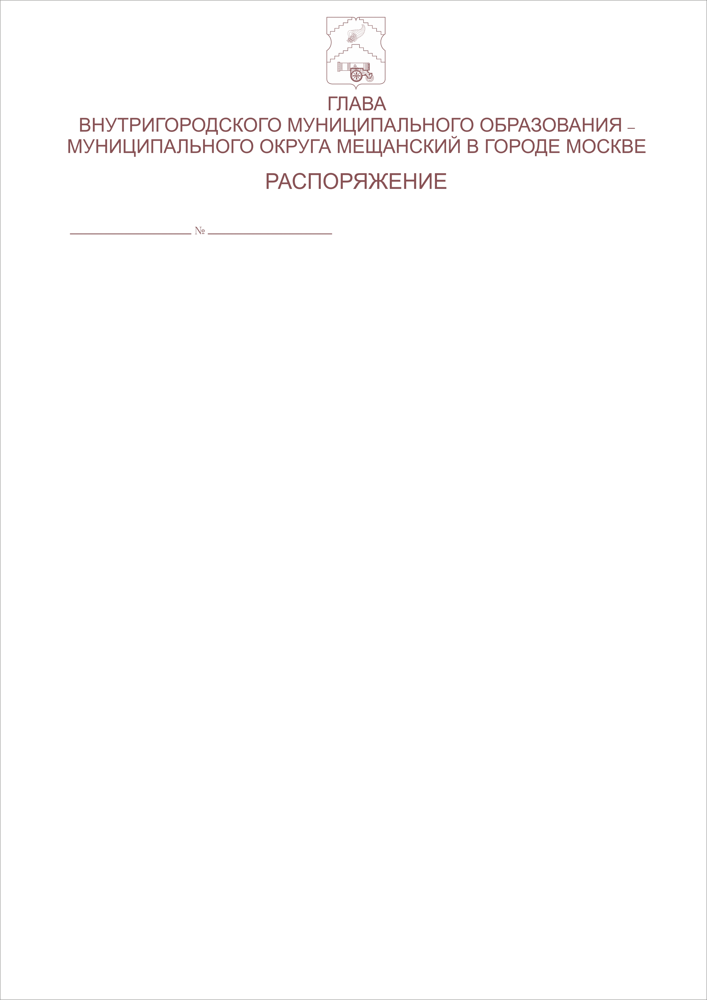 ГЛАВА
ВНУТРИГОРОДСКОГО МУНИЦИПАЛЬНОГО ОБРАЗОВАНИЯ –
МУНИЦИПАЛЬНОГО ОКРУГА МЕЩАНСКИЙ В ГОРОДЕ МОСКВЕ
РАСПОРЯЖЕНИЕ
№